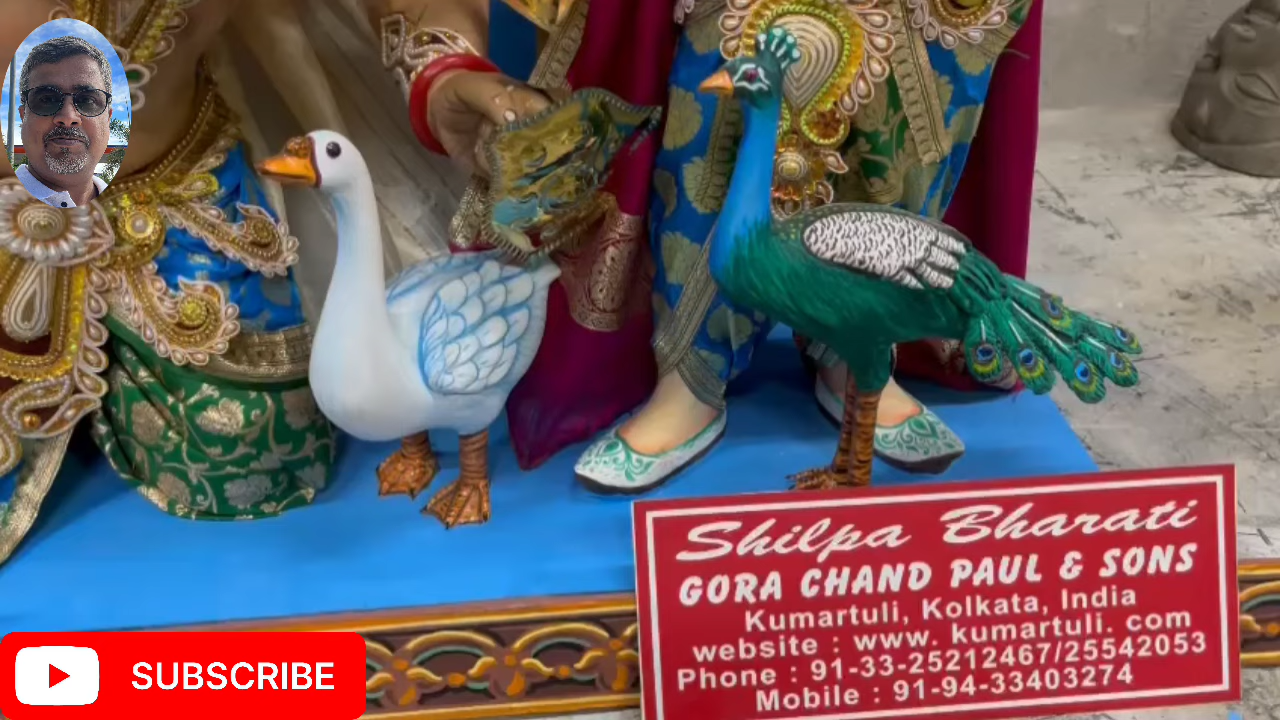 Shilpa Bharati
GORA CHAND PAUL & SONS
Kumartuli, Kolkata, India
website : www. kumartuli. com
Phone : 91-33-25212467/25542053
Mobile : 91-94-33403274
SUBSCRIBE